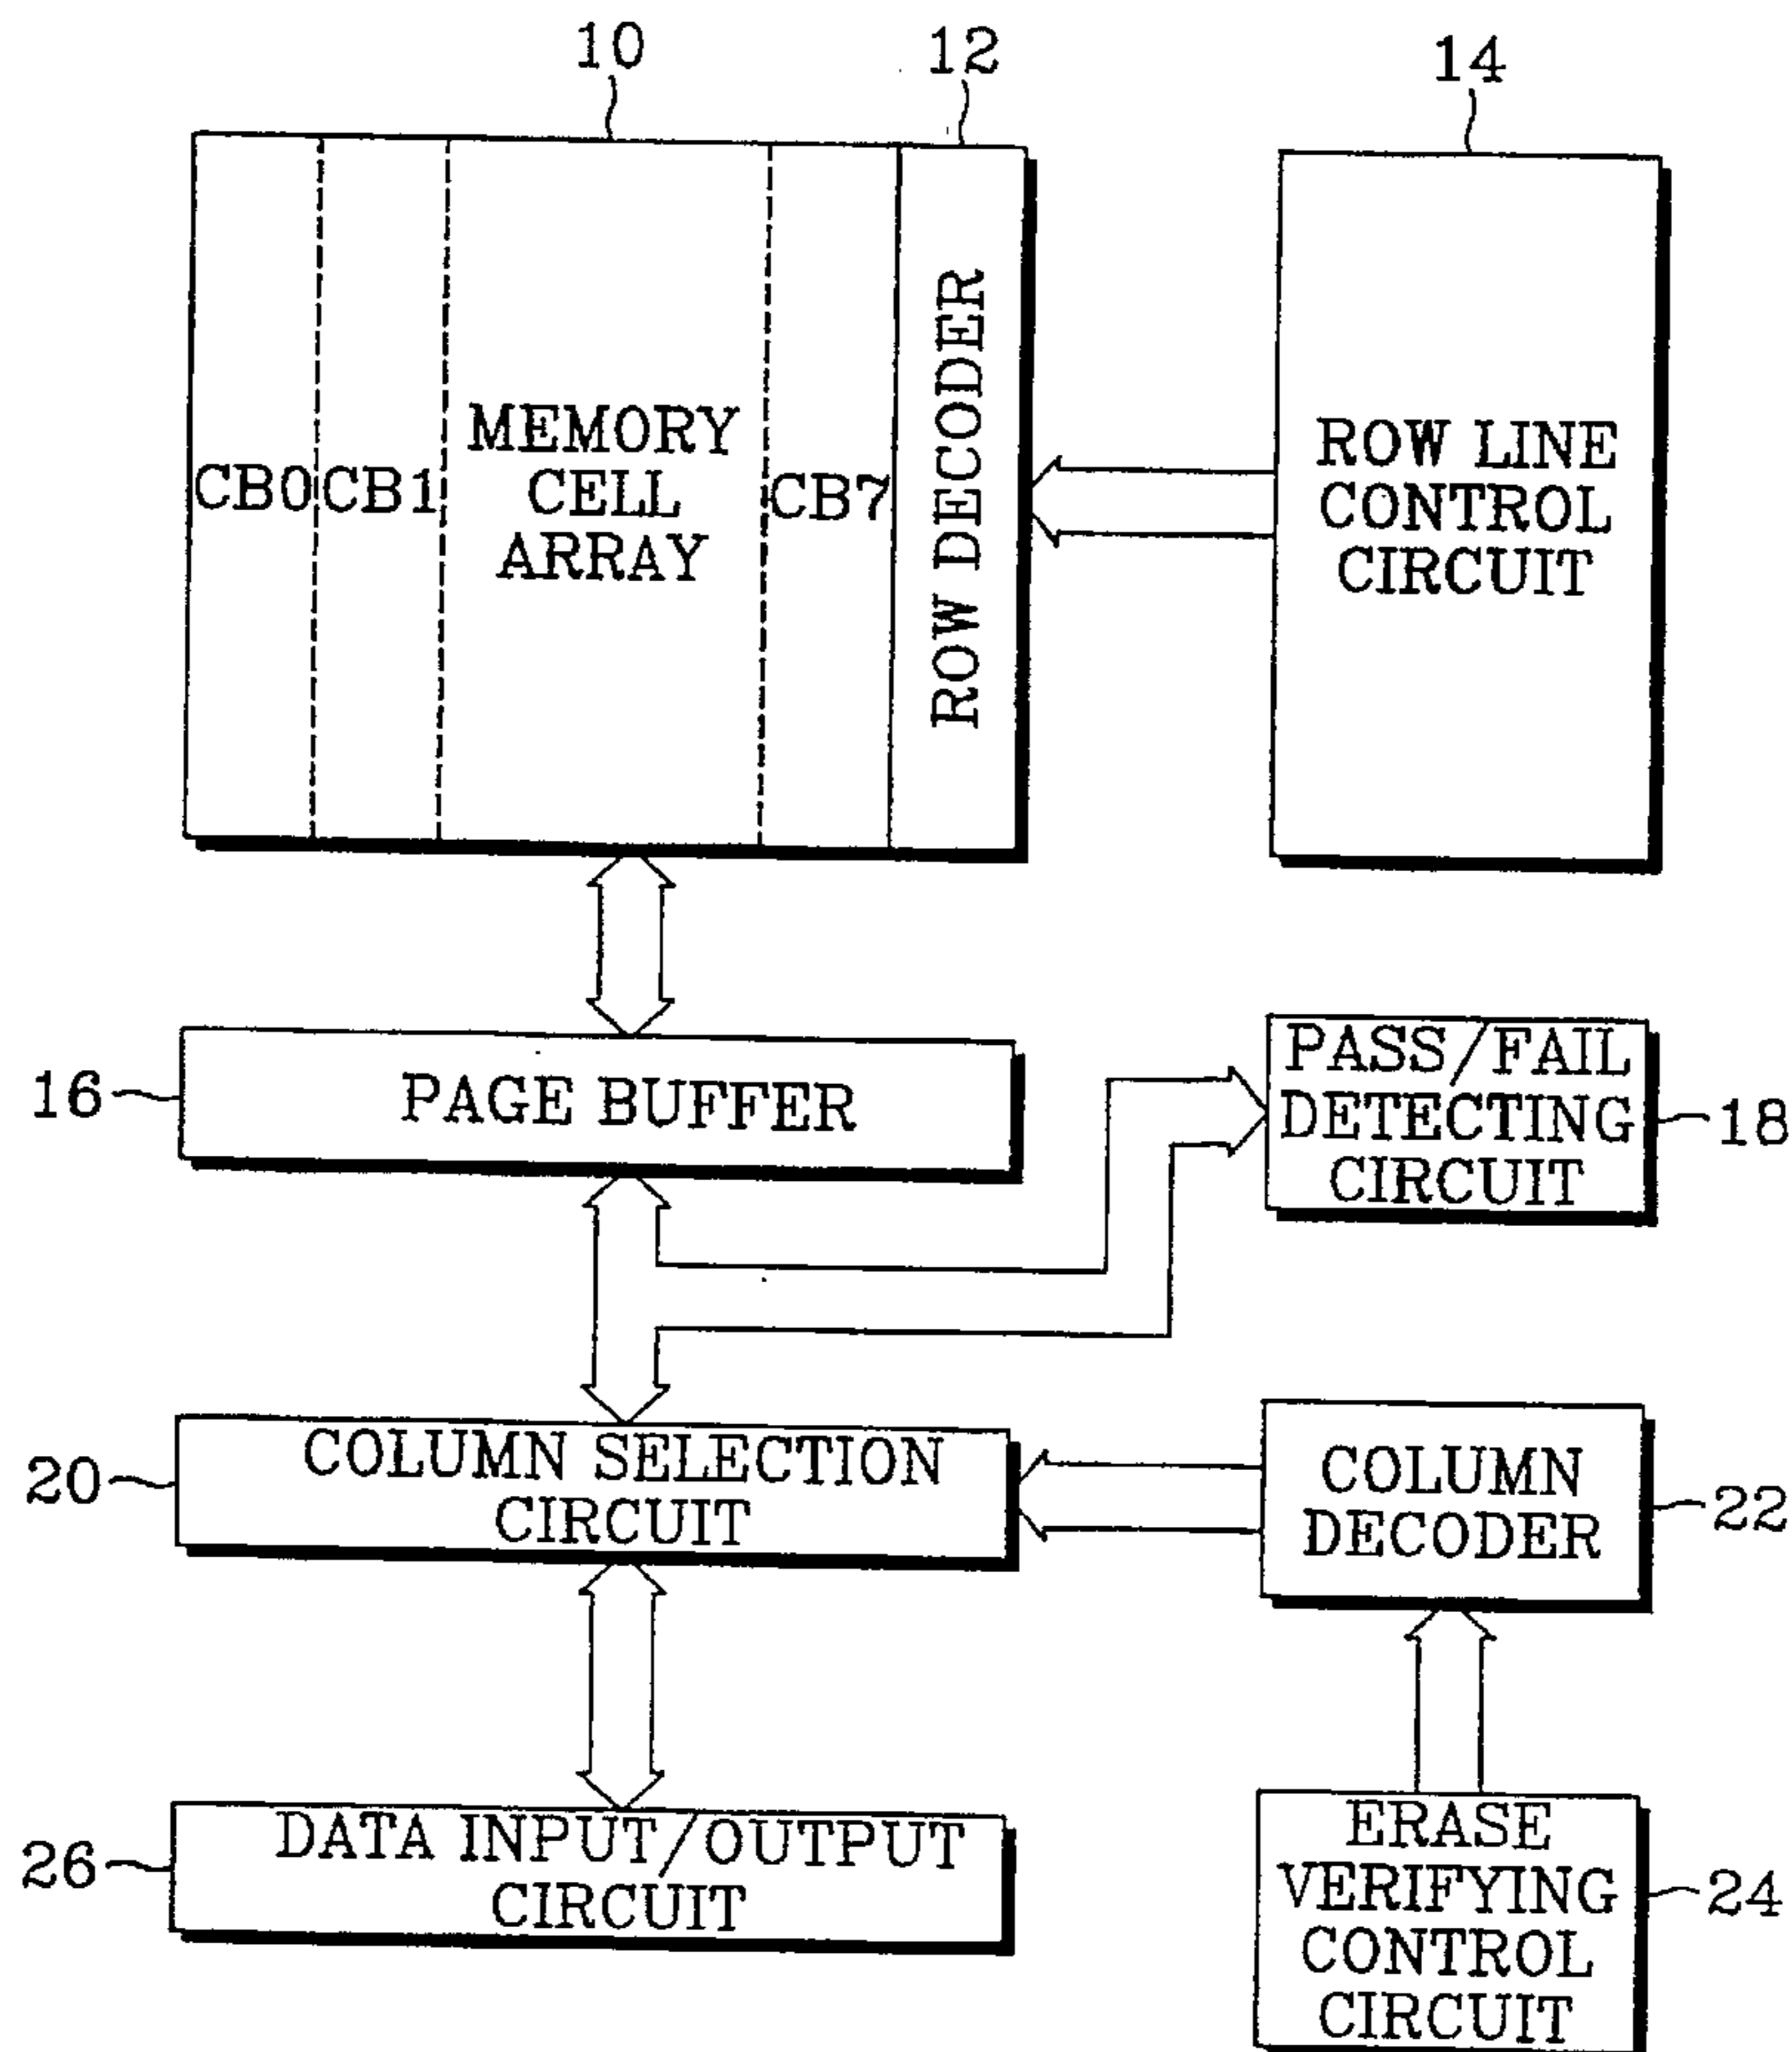 10
12
14
CB0
CB1
MEMORY
CELL
ARRAY
CB7
ROW DECODER
ROW LINE
CONTROL
CIRCUIT
16
PAGE BUFFER
PASS/FAIL
DETECTING
CIRCUIT
18
20
COLUMN SELECTION
CIRCUIT
COLUMN
DECODER
22
26
DATA INPUT/OUTPUT
CIRCUIT
ERASE
VERIFYING
CONTROL
CIRCUIT
24